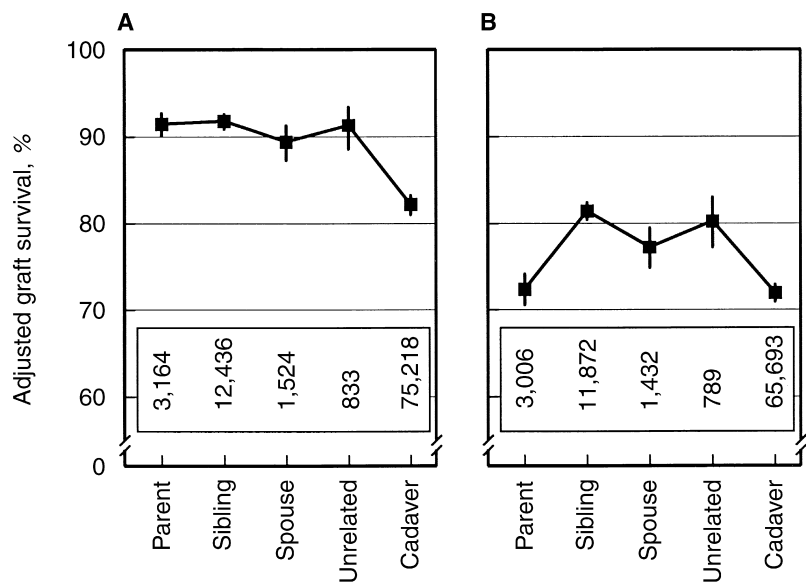 A
B
Adjusted graft survival, %
100
90
80
70
60
0
3,164
12,436
1,524
833
75,218
Parent
Sibling
Spouse
Unrelated
Cadaver
3,006
11,872
1,432
789
65,693
Parent
Sibling
Spouse
Unrelated
Cadaver